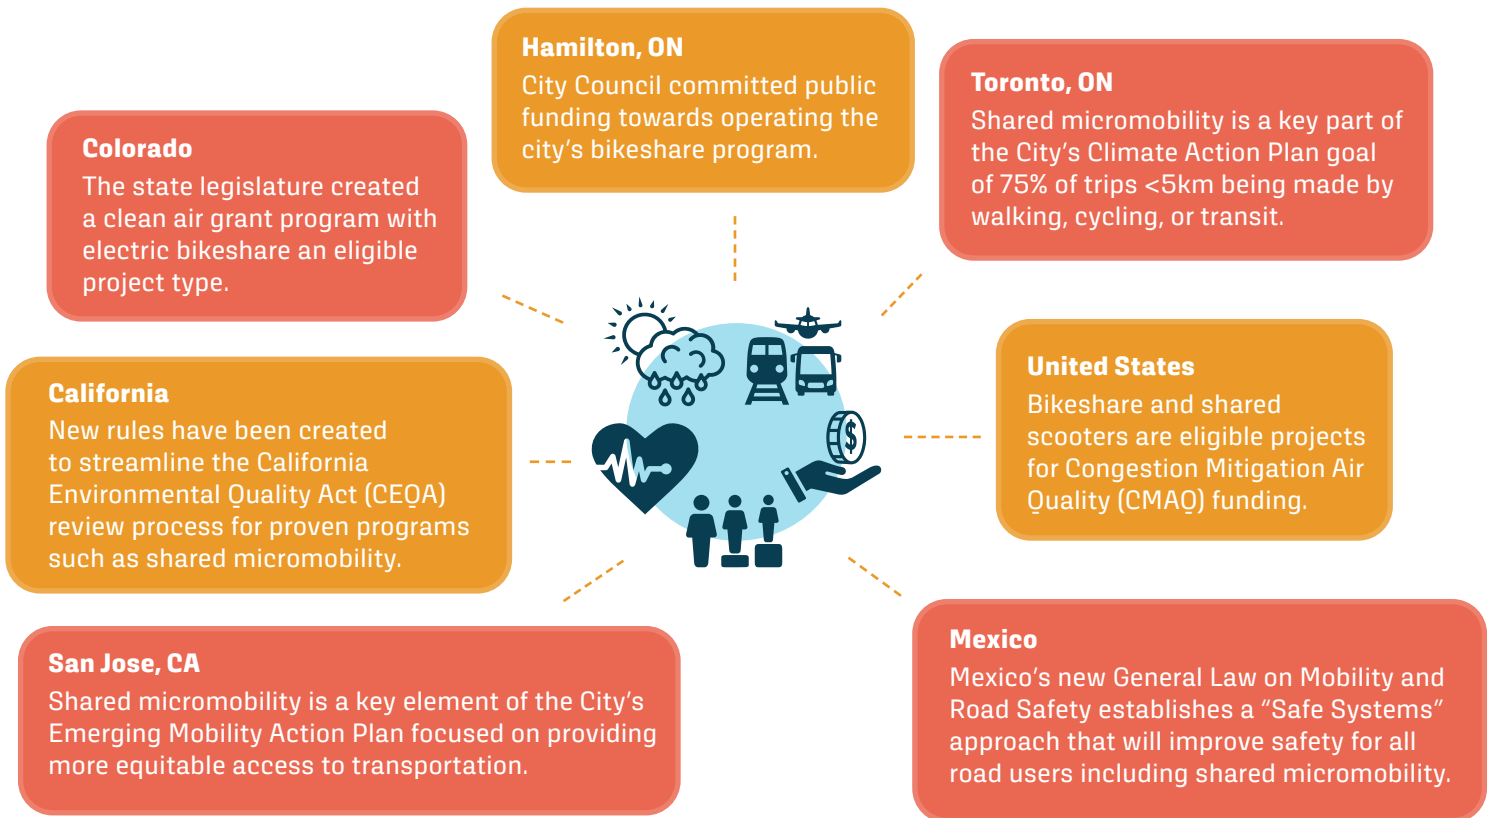 Hamilton, ON
City Council committed public
funding towards operating the
city's bikeshare program.
Toronto, ON
Shared micromobility is a key part of
the City's Climate Action Plan goal
of 75% of trips <5km being made by
walking, cycling, or transit.
Colorado
The state legislature created
a clean air grant program with
electric bikeshare an eligible
project type.
United States
Bikeshare and shared
scooters are eligible projects
for Congestion Mitigation Air
Quality (CMAQ) funding.
$
California
New rules have been created
to streamline the California
Environmental Quality Act (CEQA)
review process for proven programs
such as shared micromobility.
San Jose, CA
Shared micromobility is a key element of the City's
Emerging Mobility Action Plan focused on providing
more equitable access to transportation.
Mexico
Mexico's new General Law on Mobility and
Road Safety establishes a “Safe Systems”
approach that will improve safety for all
road users including shared micromobility.